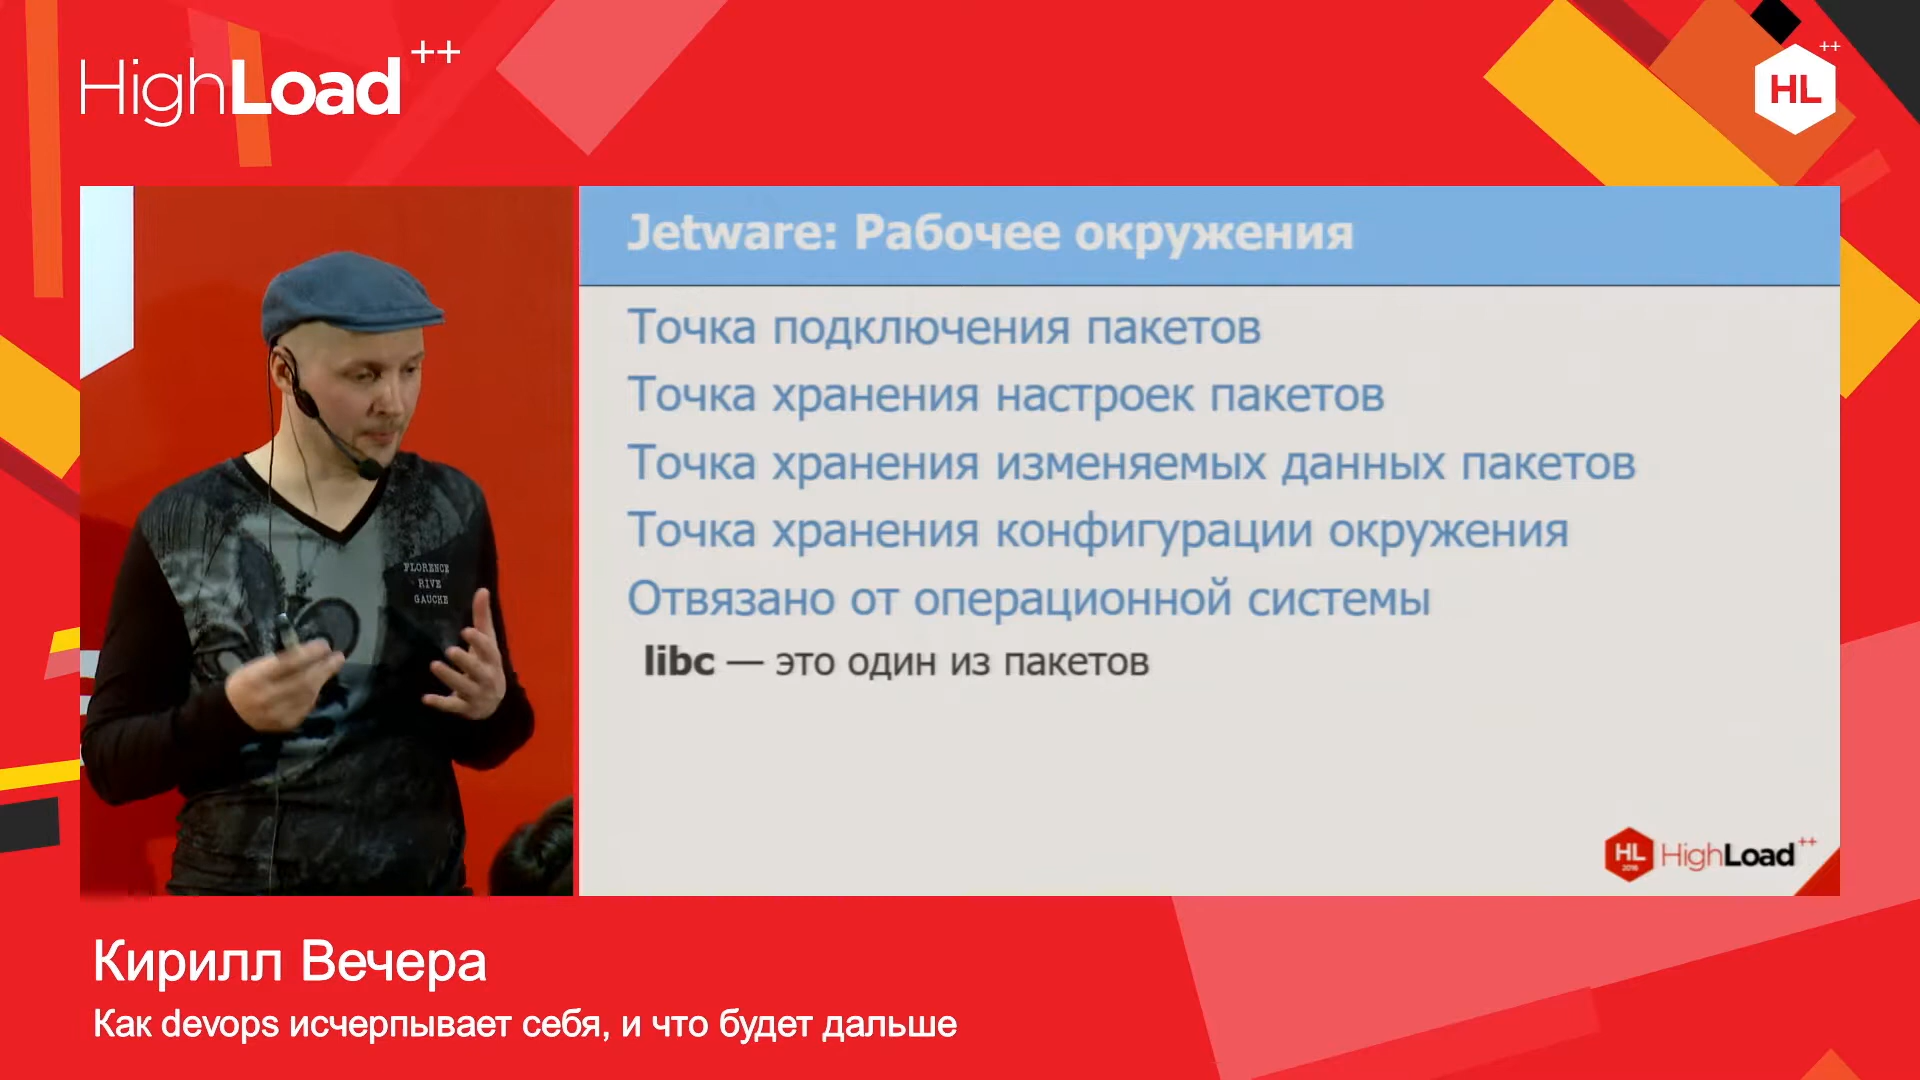 HighLoad++
HL++
Jetware: Рабочее окружения
Точка подключения пакетов
Точка хранения настроек пакетов
Точка хранения изменяемых данных пакетов
Точка хранения конфигурации окружения
Отвязано от операционной системы
libc — это один из пакетов
FLORENCE
RIVE
GAUCHE
HL
2016
HighLoad++
Кирилл Вечера
Как devops исчерпывает себя, и что будет дальше